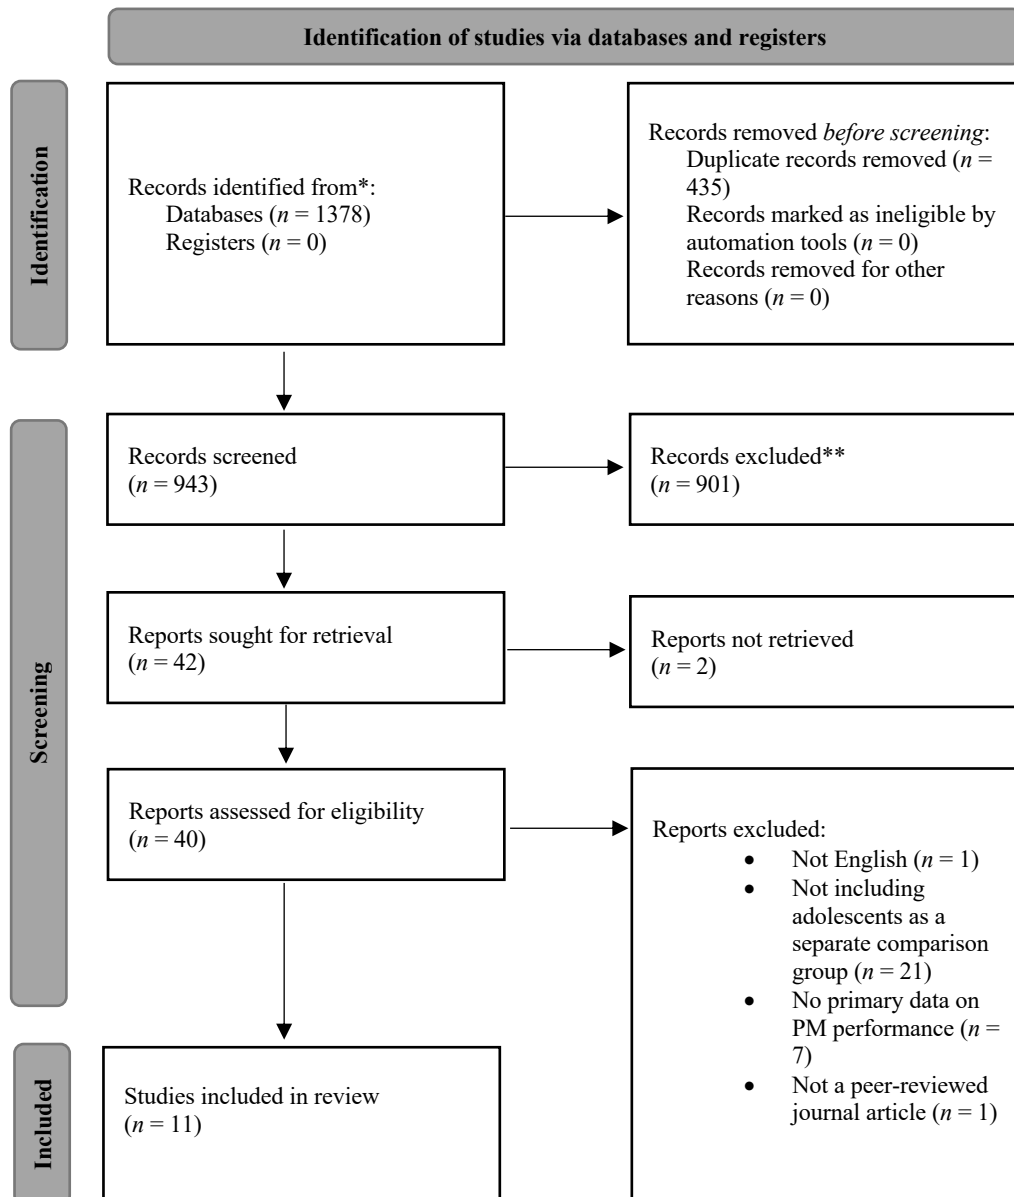 Identification of studies via databases and registers
Identification
Records identified from*:
Databases (n = 1378)
Registers (n = 0)
Records removed before screening:
Duplicate records removed (n =
435)
Records marked as ineligible by
automation tools (n = 0)
Records removed for other
reasons (n = 0)
Screening
Records screened
(n = 943)
Records excluded**
(n = 901)
Reports sought for retrieval
(n = 42)
Reports not retrieved
(n = 2)
Reports assessed for eligibility
(n = 40)
Reports excluded:
• Not English (n = 1)
• Not including
adolescents as a
separate comparison
group (n = 21)
• No primary data on
PM performance (n =
7)
• Not a peer-reviewed
journal article (n = 1)
Included
Studies included in review
(n = 11)